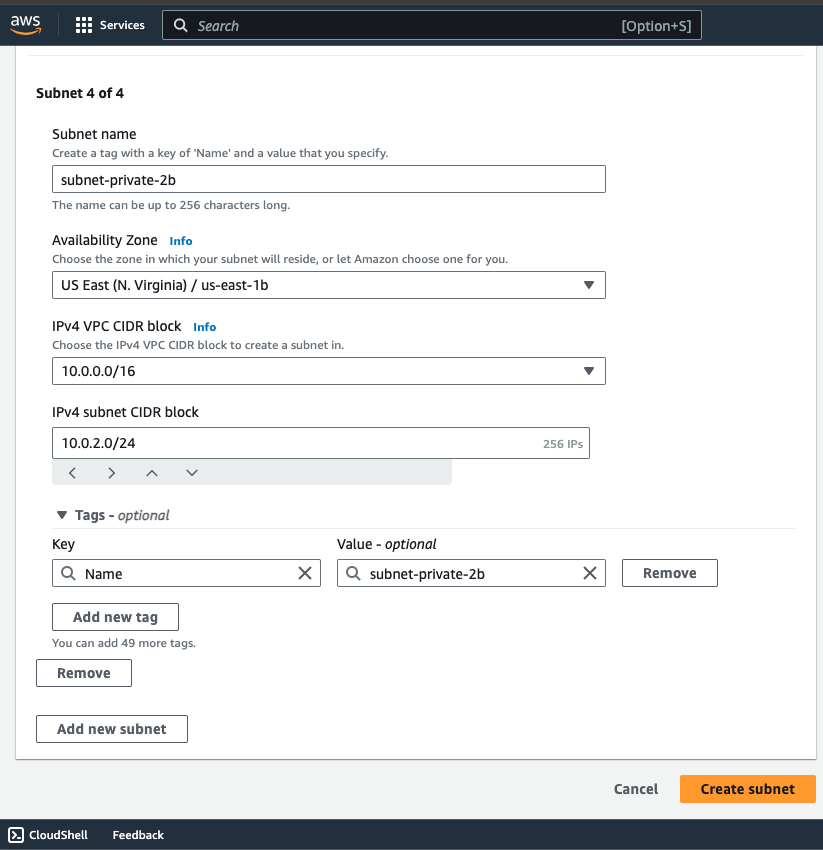 aws
Services
Search
[Option+S]
Subnet 4 of 4
Subnet name
Create a tag with a key of 'Name' and a value that you specify.
subnet-private-2b
The name can be up to 256 characters long.
Availability Zone Info
Choose the zone in which your subnet will reside, or let Amazon choose one for you.
US East (N. Virginia) / us-east-1b
IPv4 VPC CIDR block Info
Choose the IPv4 VPC CIDR block to create a subnet in.
10.0.0.0/16
IPv4 subnet CIDR block
10.0.2.0/24 256 IPs
Tags - optional
Key
Value - optional
Name
subnet-private-2b
Remove
Add new tag
You can add 49 more tags.
Remove
Add new subnet
Cancel
Create subnet
CloudShell
Feedback